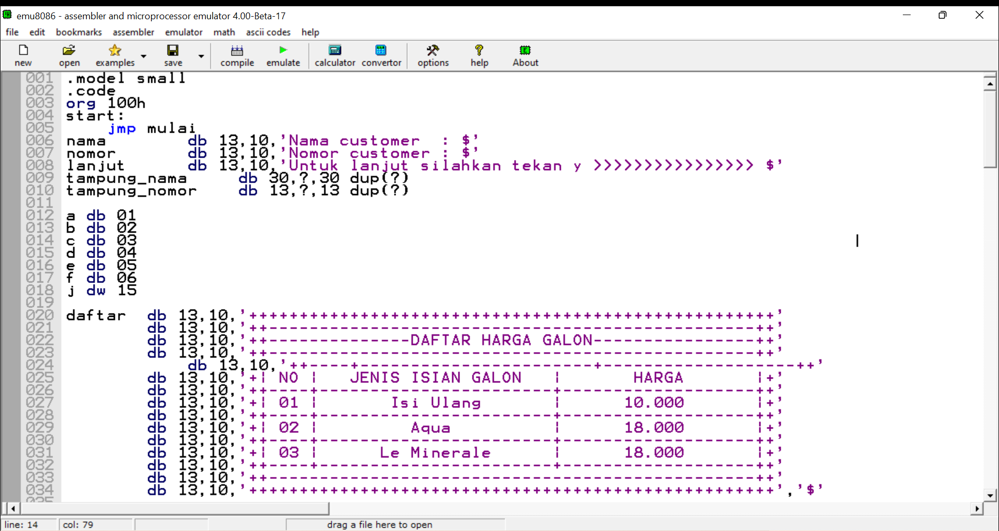 emu8086 - assembler and microprocessor emulator 4.00-Beta-17
file edit bookmarks assembler emulator math ascii codes help
new open examples save compile emulate calculator convertor options help About
001 .model small
002 .code
003 org 100h
004 start:
005 jmp mulai
006 nama db 13,10,'Nama customer  : $'
007 nomor db 13,10,'Nomor customer : $'
008 lanjut db 13,10,'Untuk lanjut silahkan tekan y >>>>>>>>>>>>>>>> $'
009 tampung_nama db 30,?,30 dup(?)
010 tampung_nomor db 13,?,13 dup(?)
011
012 a db 01
013 b db 02
014 c db 03
015 d db 04
016 e db 05
017 f db 06
018 j dw 15
019
020 daftar db 13,10,'++++++++++++++++++++++++++++++++++++++++++++++++++++'
021 db 13,10,'++------------------------------------------------++'
022 db 13,10,'++--------------DAFTAR HARGA GALON----------------++'
023 db 13,10,'++------------------------------------------------++'
024 db 13,10,'++----+-----------------------+-------------------++'
025 db 13,10,'+| NO |   JENIS ISIAN GALON   |       HARGA       |+'
026 db 13,10,'++----+-----------------------+-------------------++'
027 db 13,10,'+| 01 |       Isi Ulang       |      10.000       |+'
028 db 13,10,'++----+-----------------------+-------------------++'
029 db 13,10,'+| 02 |         Aqua          |      18.000       |+'
030 db 13,10,'++----+-----------------------+-------------------++'
031 db 13,10,'+| 03 |      Le Minerale      |      18.000       |+'
032 db 13,10,'++----+-----------------------+-------------------++'
033 db 13,10,'++------------------------------------------------++'
034 db 13,10,'++++++++++++++++++++++++++++++++++++++++++++++++++++','$'
035
line: 14 col: 79 drag a file here to open